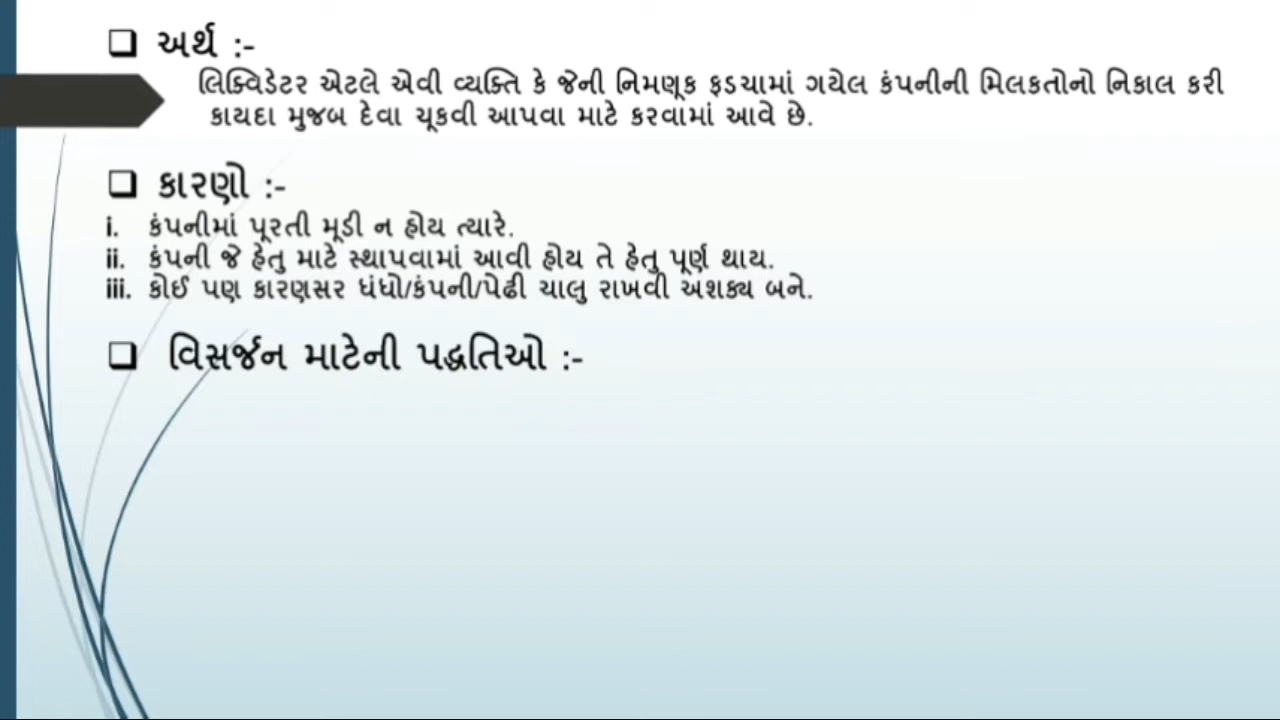 ❑ અર્થ :-
લિક્વિડેટર એટલે એવી વ્યક્તિ કે જેની નિમણૂક ફડચામાં ગયેલ કંપનીની મિલકતોનો નિકાલ કરી
કાયદા મુજબ દેવા ચૂકવી આપવા માટે કરવામાં આવે છે.
❑ કારણો :-
i. કંપનીમાં પૂરતી મૂડી ન હોય ત્યારે.
ii. કંપની જે હેતુ માટે સ્થાપવામાં આવી હોય તે હેતુ પૂર્ણ થાય.
iii. કોઈ પણ કારણસર ધંધો/કંપની/પેઢી ચાલુ રાખવી અશક્ય બને.
❑ વિસર્જન માટેની પદ્ધતિઓ :-